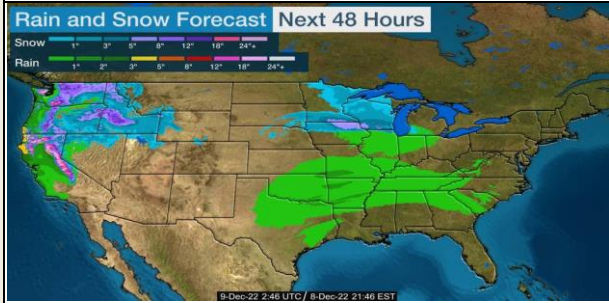 Rain and Snow Forecast Next 48 Hours
Snow
1" 3" 5" 8" 12" 18" 24"+
Rain
1" 2" 3" 5" 8" 12" 18" 24"+
9-Dec-22 2:46 UTC / 8-Dec-22 21:46 EST